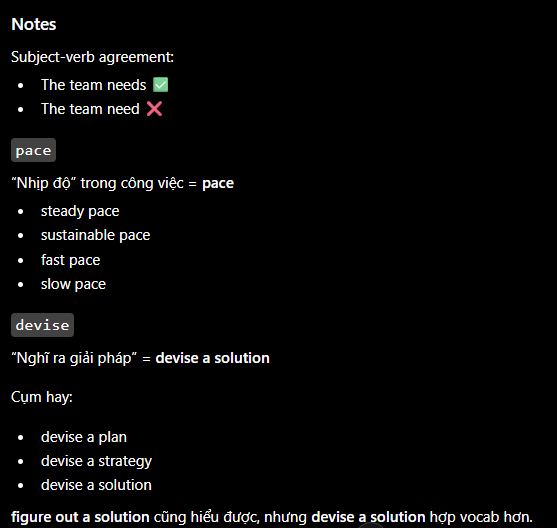 Notes
Subject-verb agreement:
• The team needs ✅
• The team need ❌
pace
“Nhịp độ” trong công việc = pace
• steady pace
• sustainable pace
• fast pace
• slow pace
devise
“Nghĩ ra giải pháp” = devise a solution
Cụm hay:
• devise a plan
• devise a strategy
• devise a solution
figure out a solution cũng hiểu được, nhưng devise a solution hợp vocab hơn.